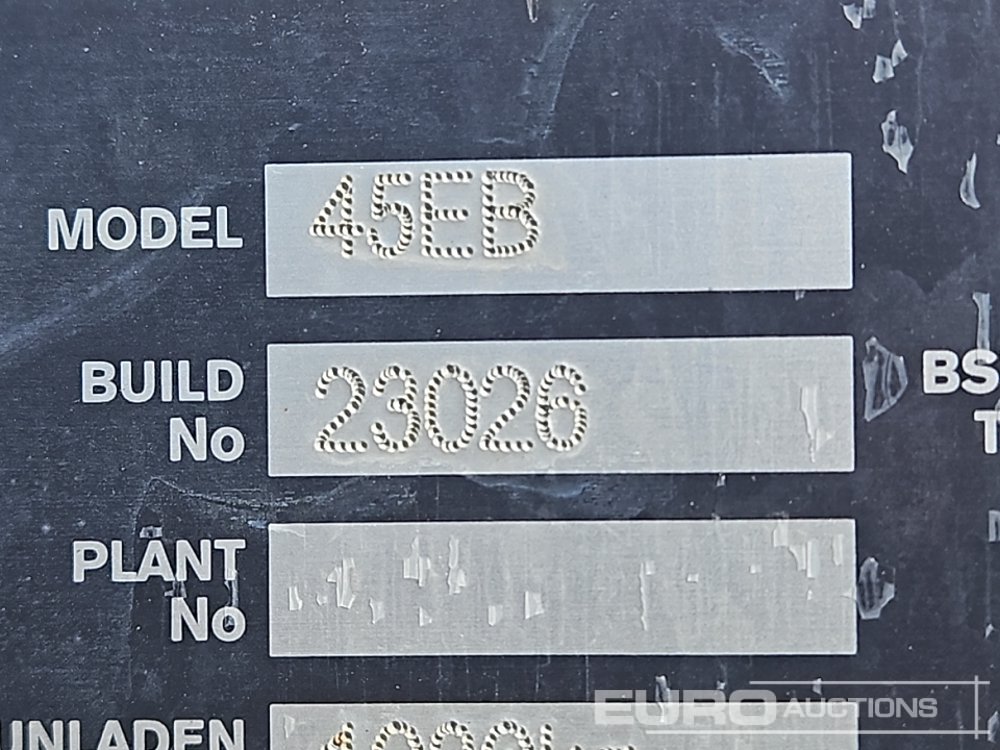 MODEL 45EB
BUILD No 23026
BS
PLANT No
UNLADEN
EURO AUCTIONS